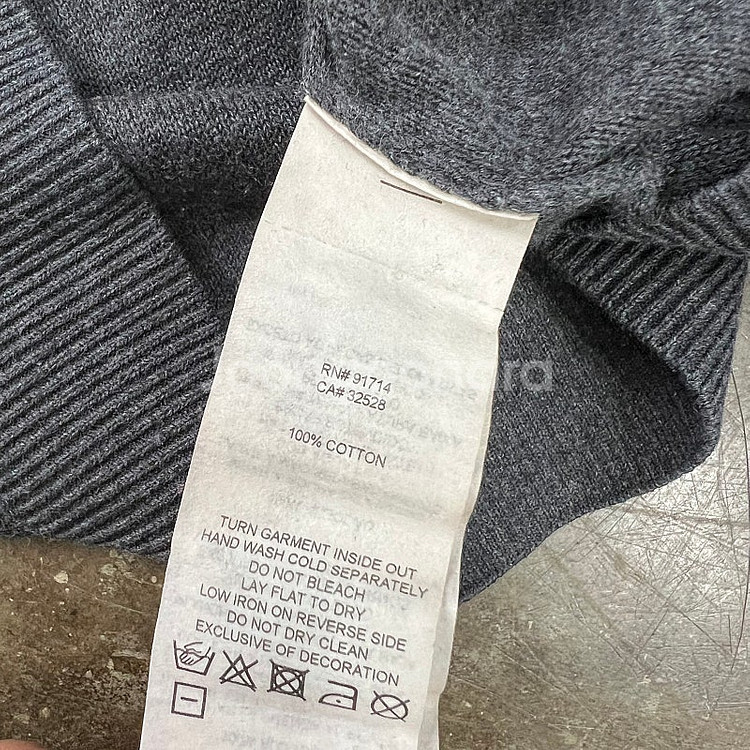 RN# 91714
CA# 32528
100% COTTON
TURN GARMENT INSIDE OUT
HAND WASH COLD SEPARATELY
DO NOT BLEACH
LAY FLAT TO DRY
LOW IRON ON REVERSE SIDE
DO NOT DRY CLEAN
EXCLUSIVE OF DECORATION